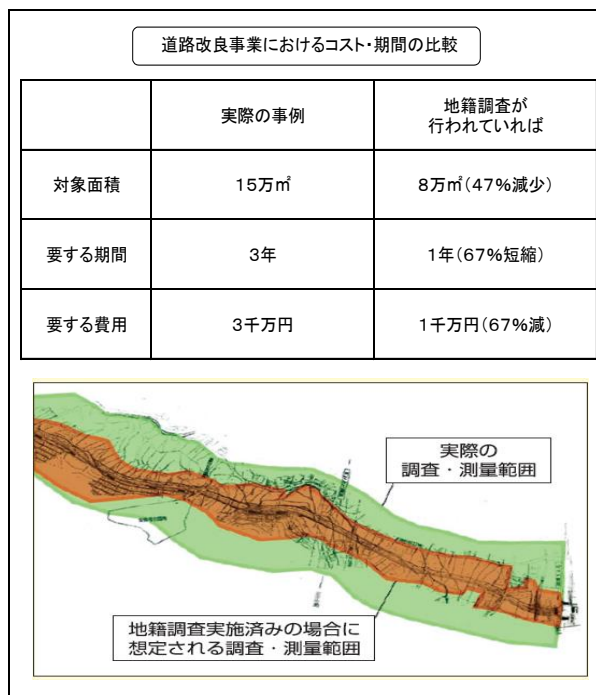 道路改良事業におけるコスト・期間の比較
実際の事例
地籍調査が
行われていれば
対象面積
15万㎡
8万㎡(47%減少)
要する期間
3年
1年(67%短縮)
要する費用
3千万円
1千万円(67%減)
実際の
調査・測量範囲
地籍調査実施済みの場合に
想定される調査・測量範囲